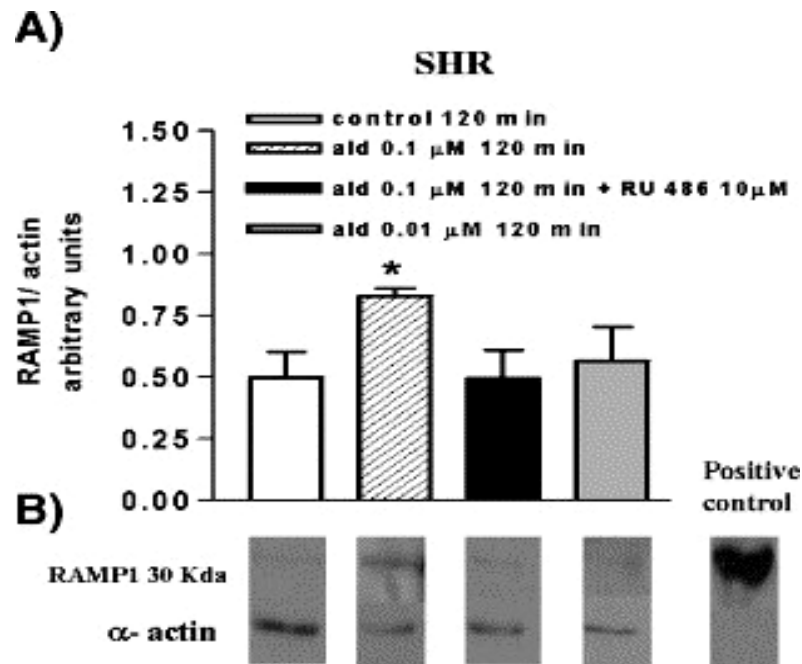 A)
SHR
control 120 min
ald 0.1 µM 120 min
ald 0.1 µM 120 min + RU 486 10µM
ald 0.01 µM 120 min
RAMP1/ actin
arbitrary units
1.50
1.25
1.00
0.75
0.50
0.25
0.00
*
Positive
control
B)
RAMP1 30 Kda
α- actin